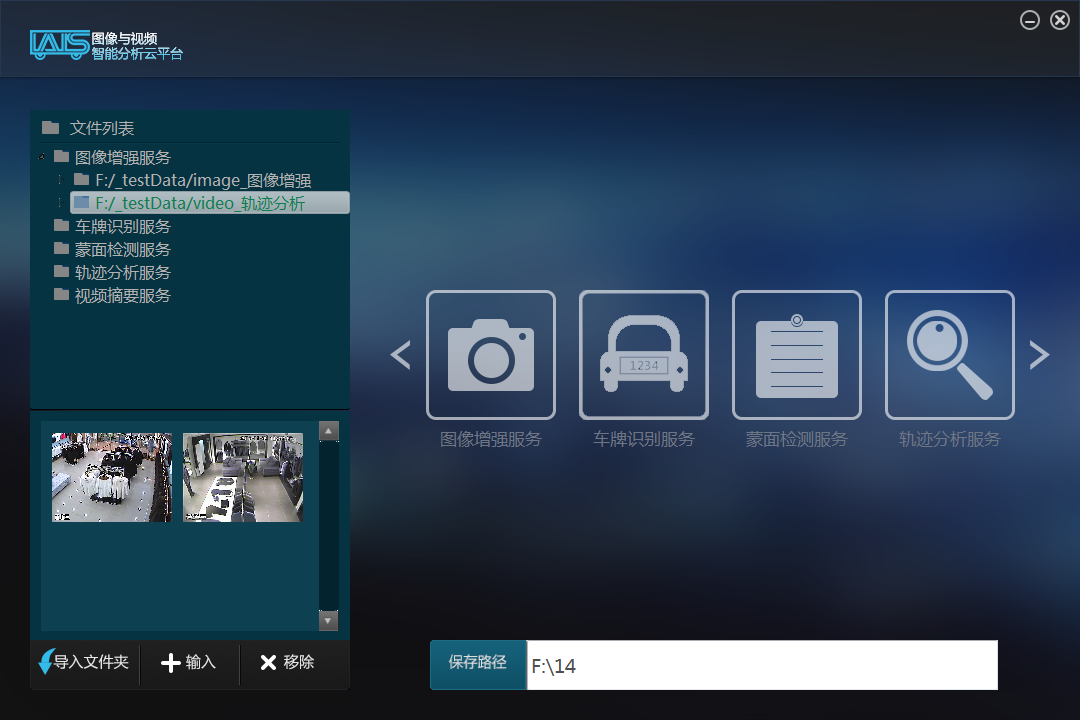 IAIS
图像与视频
智能分析云平台
文件列表
图像增强服务
F:/_testData/image_图像增强
F:/_testData/video_轨迹分析
车牌识别服务
蒙面检测服务
轨迹分析服务
视频摘要服务
1234
图像增强服务
车牌识别服务
蒙面检测服务
轨迹分析服务
导入文件夹
输入
移除
保存路径
F:\14